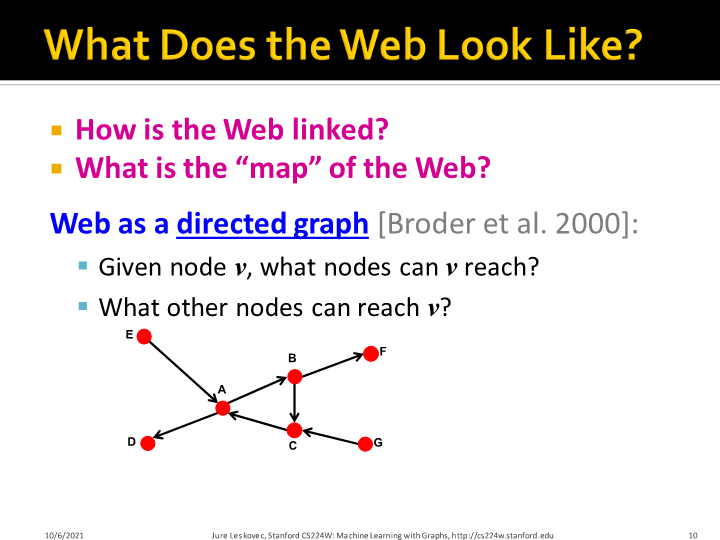 What Does the Web Look Like?
How is the Web linked?
What is the “map” of the Web?
Web as a directed graph [Broder et al. 2000]:
Given node v, what nodes can v reach?
What other nodes can reach v?
E
B
F
A
D
C
G
10/6/2021
Jure Leskovec, Stanford CS224W: Machine Learning with Graphs, http://cs224w.stanford.edu
10